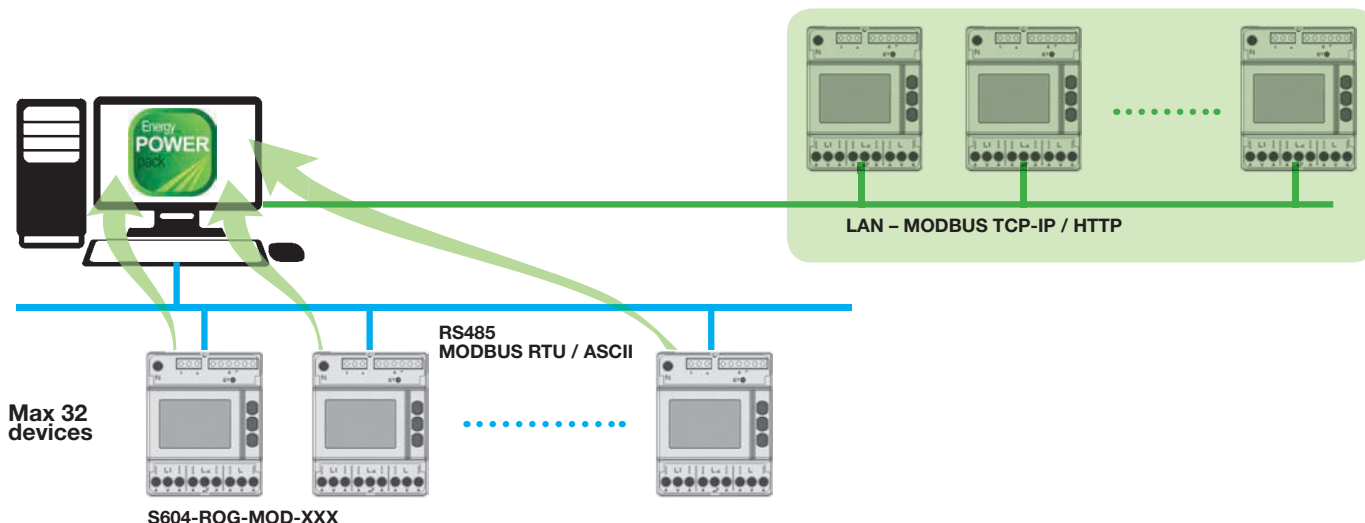 Energy
POWER
pack
LAN – MODBUS TCP-IP / HTTP
RS485
MODBUS RTU / ASCII
Max 32
devices
S604-ROG-MOD-XXX